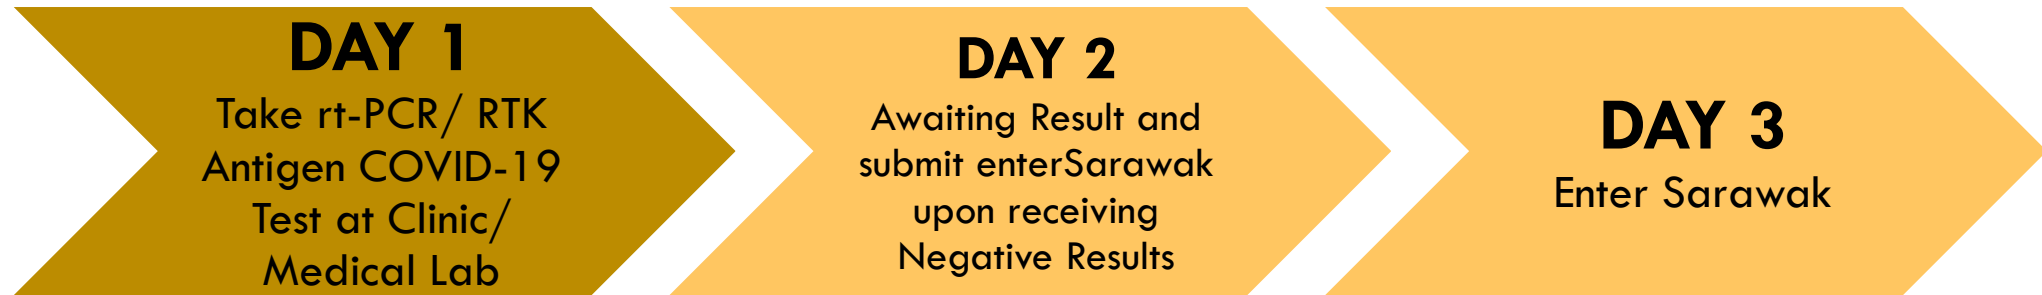 DAY 1
Take rt-PCR/ RTK
Antigen COVID-19
Test at Clinic/
Medical Lab
DAY 2
Awaiting Result and
submit enterSarawak
upon receiving
Negative Results
DAY 3
Enter Sarawak